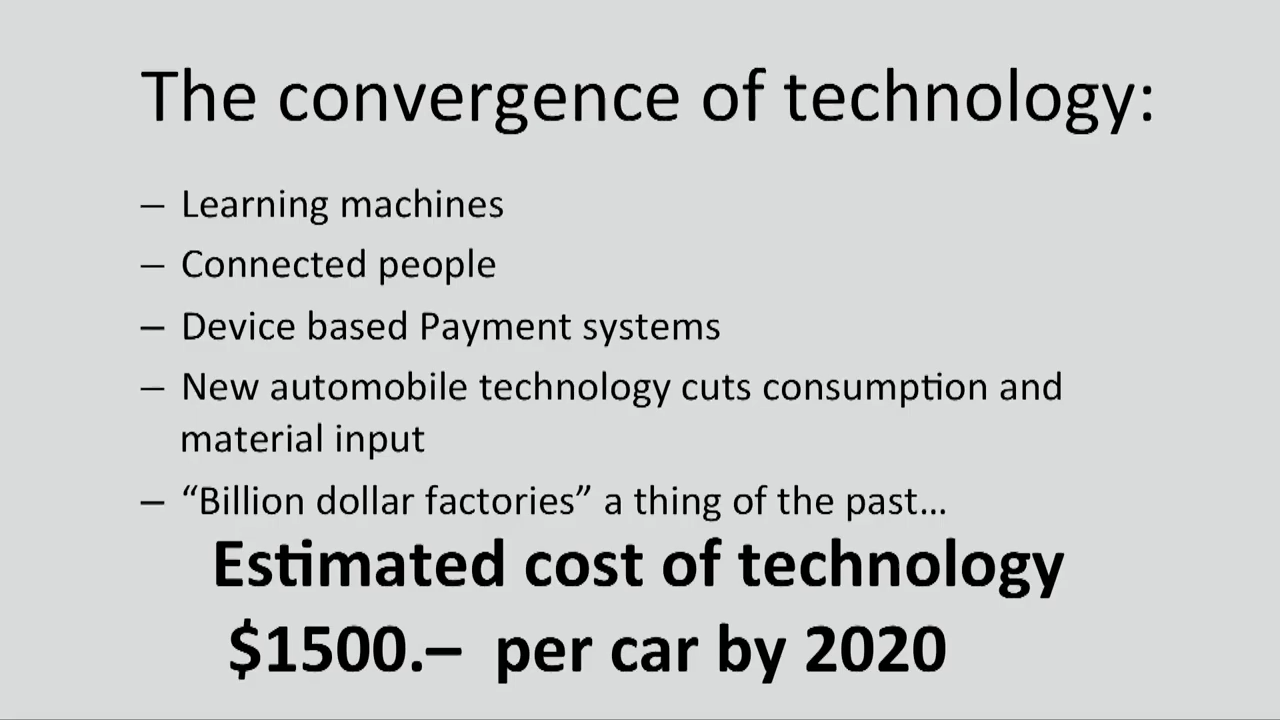 The convergence of technology:
– Learning machines
– Connected people
– Device based Payment systems
– New automobile technology cuts consumption and
material input
– “Billion dollar factories” a thing of the past…
Estimated cost of technology
$1500.– per car by 2020